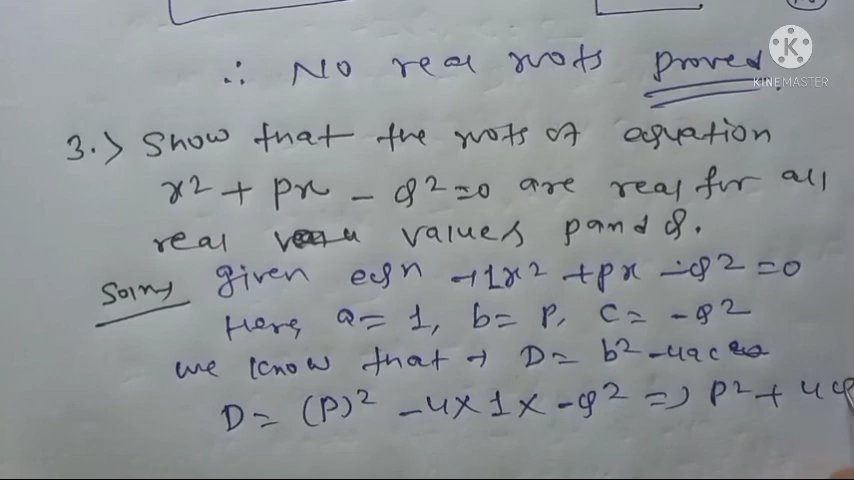 ∴ No real roots proved.
K
KINEMASTER
3.) Show that the roots of equation
x² + px - q² = 0 are real for all
real values p and q.
Soln→ given eqn → 1x² + px - q² = 0
Here, a = 1, b = p, c = -q²
we know that → D = b² - 4ac
D = (p)² - 4 × 1 × -q² => p² + 4q